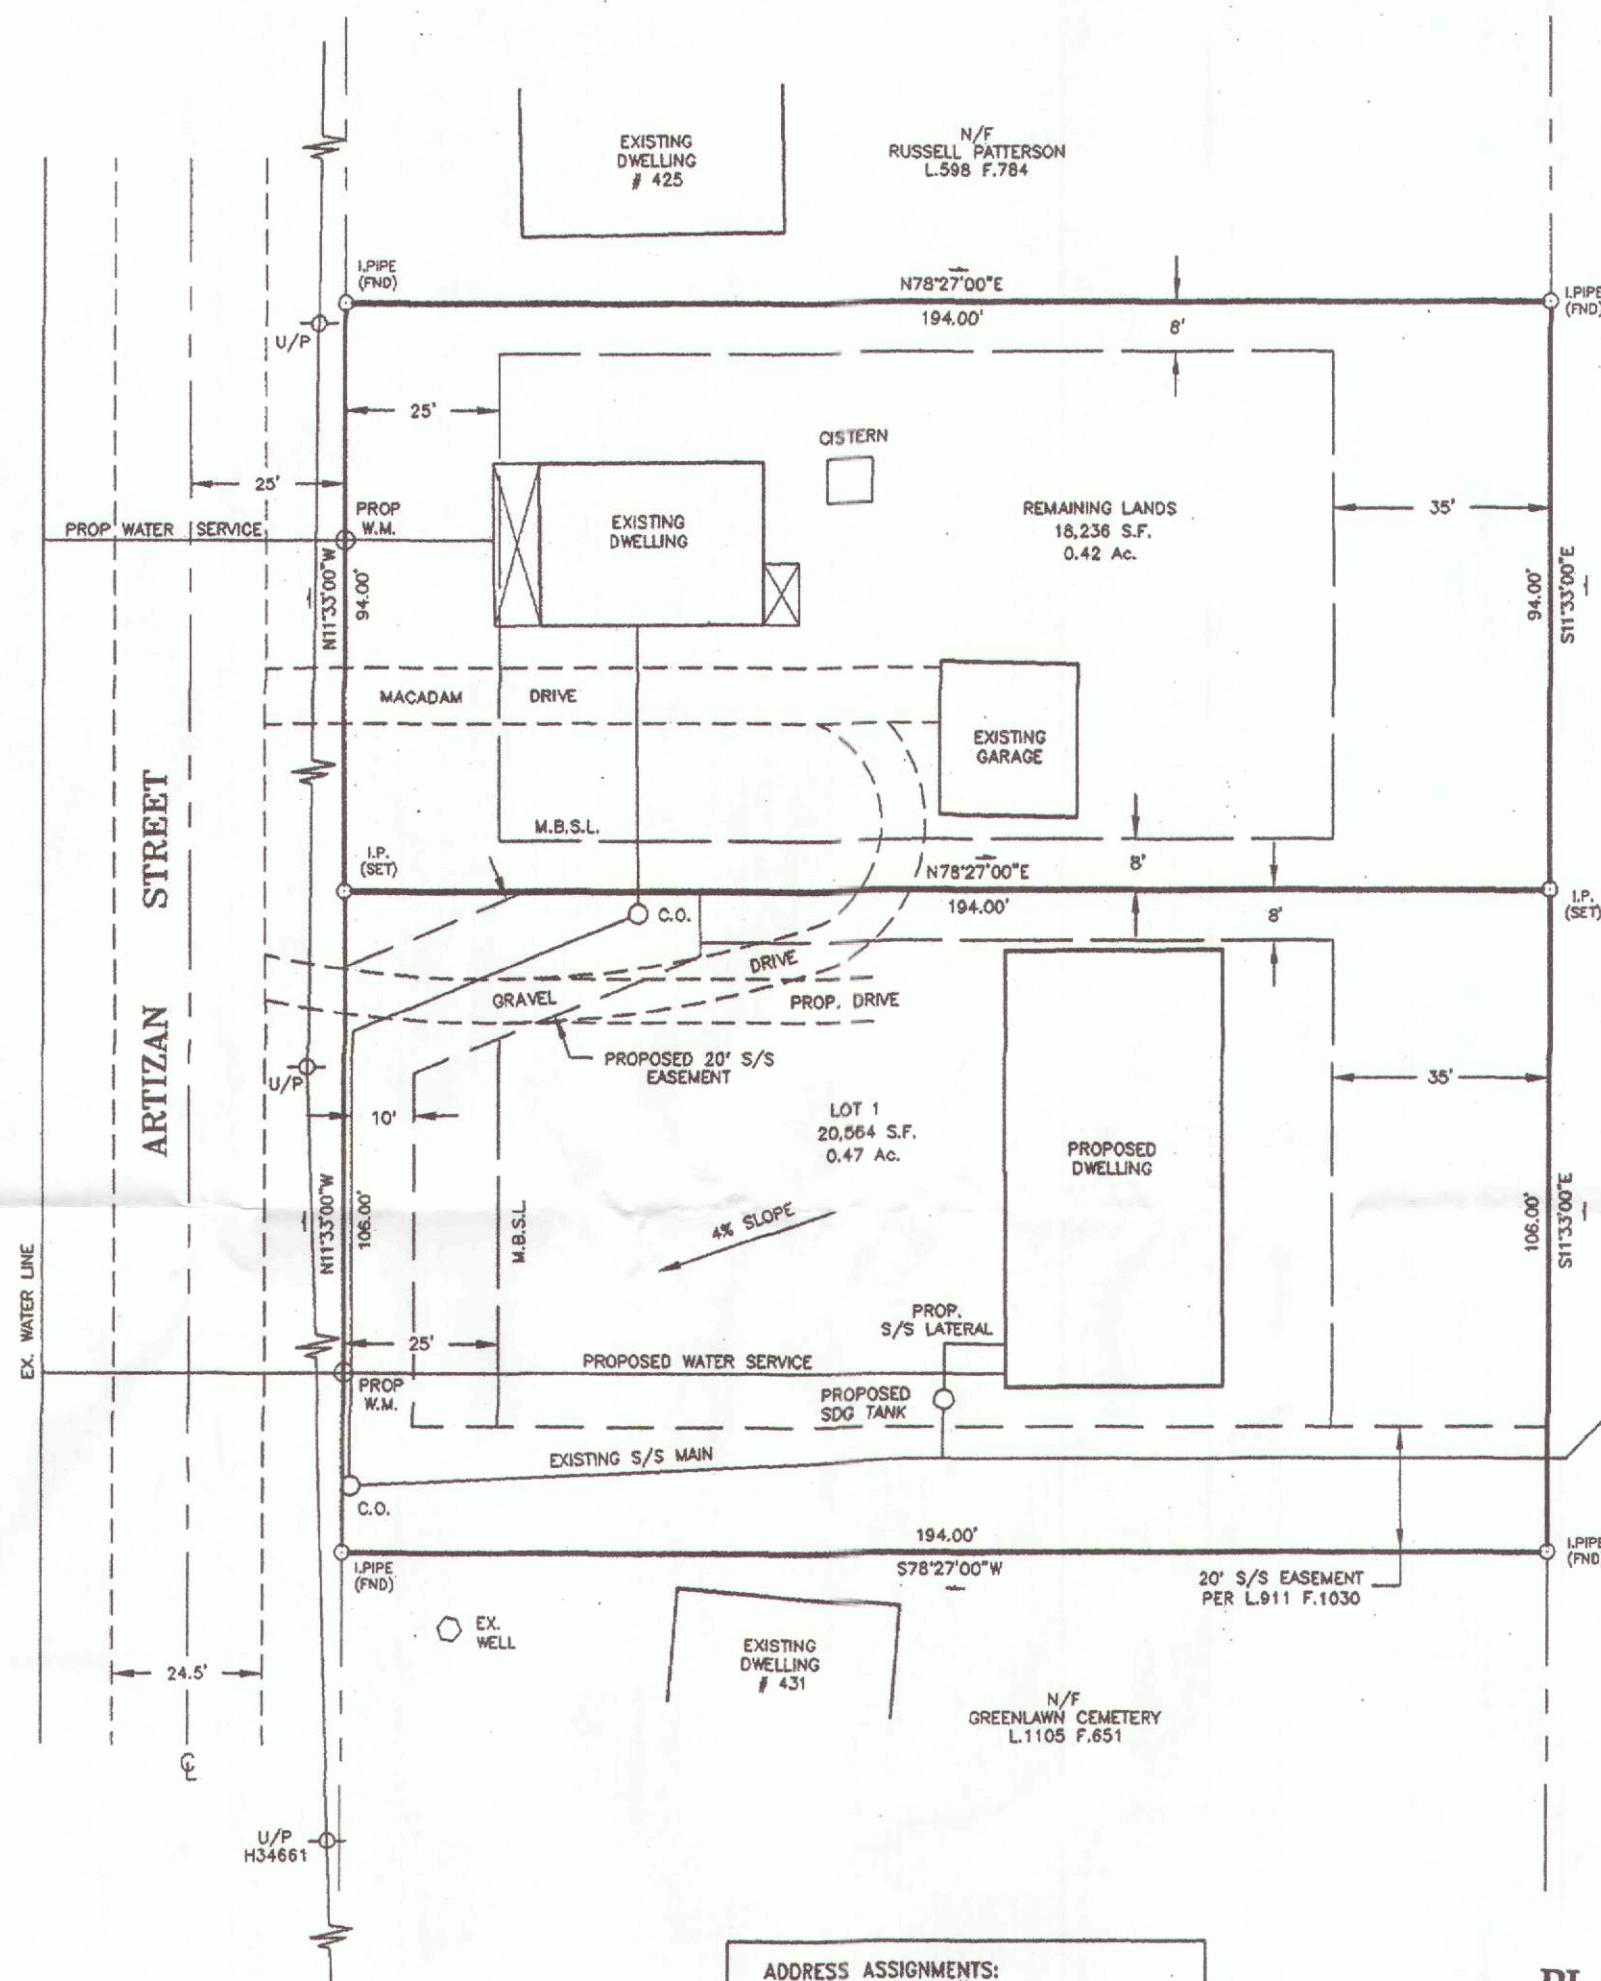 EXISTING
DWELLING
# 425
N/F
RUSSELL PATTERSON
L.598 F.784
I.PIPE
(FND)
N78°27'00"E
194.00'
8'
I.PIPE
(FND)
U/P
25'
CISTERN
25'
PROP WATER SERVICE
PROP
W.M.
EXISTING
DWELLING
REMAINING LANDS
18,236 S.F.
0.42 Ac.
35'
N11°33'00"W
94.00'
94.00'
S11°33'00"E
MACADAM DRIVE
EXISTING
GARAGE
ARTIZAN STREET
M.B.S.L.
I.P.
(SET)
8'
N78°27'00"E
194.00'
8'
I.P.
(SET)
C.O.
DRIVE
GRAVEL
PROP. DRIVE
PROPOSED 20' S/S
EASEMENT
U/P
10'
35'
LOT 1
20,564 S.F.
0.47 Ac.
PROPOSED
DWELLING
N11°33'00"W
106.00'
M.B.S.L.
4% SLOPE
106.00'
S11°33'00"E
EX. WATER LINE
PROP.
S/S LATERAL
25'
PROPOSED WATER SERVICE
PROP
W.M.
PROPOSED
SDG TANK
EXISTING S/S MAIN
C.O.
194.00'
S78°27'00"W
I.PIPE
(FND)
I.PIPE
(FND
20' S/S EASEMENT
PER L.911 F.1030
EX.
WELL
EXISTING
DWELLING
# 431
24.5'
N/F
GREENLAWN CEMETERY
L.1105 F.651
℄
U/P
H34661
ADDRESS ASSIGNMENTS: